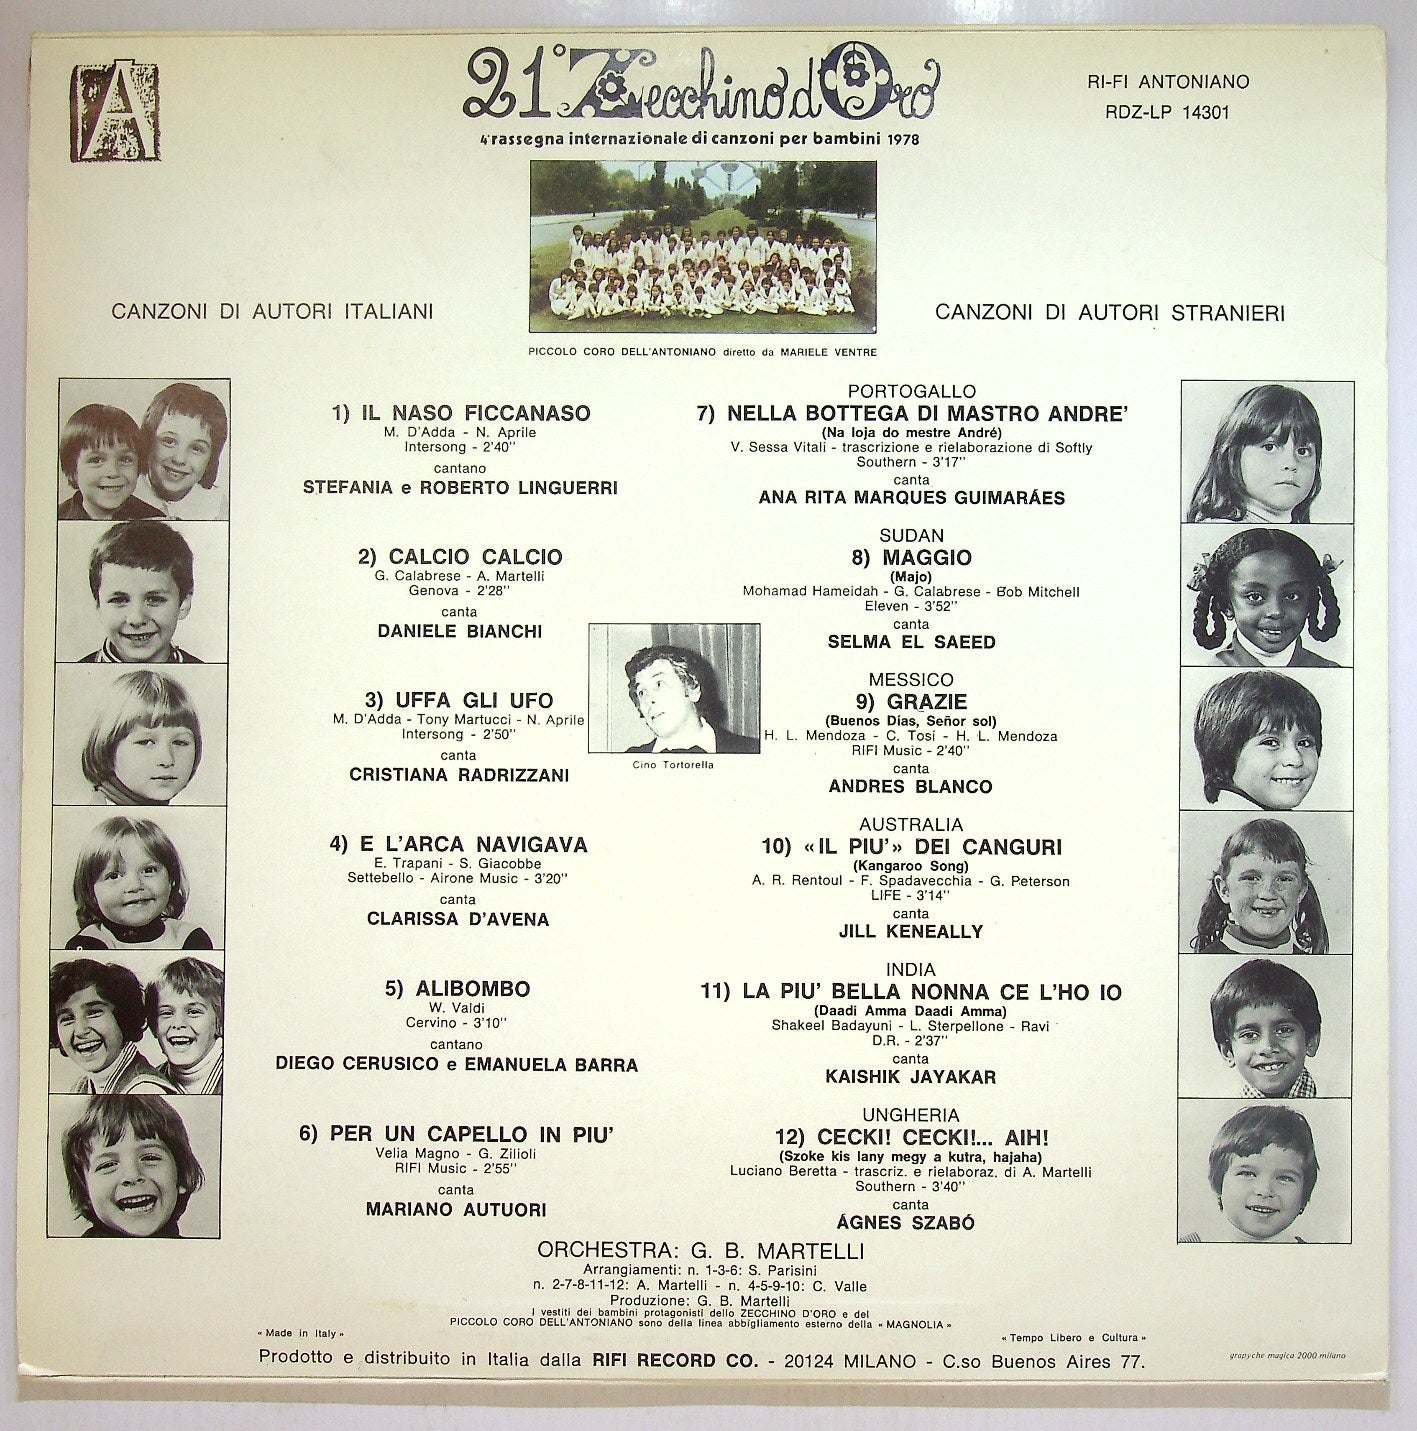 A
21° Zecchino d'Oro
4ª rassegna internazionale di canzoni per bambini 1978
RI-FI ANTONIANO
RDZ-LP 14301
PICCOLO CORO DELL'ANTONIANO diretto da MARIELE VENTRE
CANZONI DI AUTORI ITALIANI
1) IL NASO FICCANASO
M. D'Adda - N. Aprile
Intersong - 2'40''
cantano
STEFANIA e ROBERTO LINGUERRI
2) CALCIO CALCIO
G. Calabrese - A. Martelli
Genova - 2'28''
canta
DANIELE BIANCHI
3) UFFA GLI UFO
M. D'Adda - Tony Martucci - N. Aprile
Intersong - 2'50''
canta
CRISTIANA RADRIZZANI
4) E L'ARCA NAVIGAVA
E. Trapani - S. Giacobbe
Settebello - Airone Music - 3'20''
canta
CLARISSA D'AVENA
5) ALIBOMBO
W. Valdi
Cervino - 3'10''
cantano
DIEGO CERUSICO e EMANUELA BARRA
6) PER UN CAPELLO IN PIU'
Velia Magno - G. Zilioli
RIFI Music - 2'55''
canta
MARIANO AUTUORI
Cino Tortorella
CANZONI DI AUTORI STRANIERI
PORTOGALLO
7) NELLA BOTTEGA DI MASTRO ANDRE'
(Na loja do mestre André)
V. Sessa Vitali - trascrizione e rielaborazione di Softly
Southern - 3'17''
canta
ANA RITA MARQUES GUIMARÁES
SUDAN
8) MAGGIO
(Majo)
Mohamad Hameidah - G. Calabrese - Bob Mitchell
Eleven - 3'52''
canta
SELMA EL SAEED
MESSICO
9) GRAZIE
(Buenos Días, Señor sol)
H. L. Mendoza - C. Tosi - H. L. Mendoza
RIFI Music - 2'40''
canta
ANDRES BLANCO
AUSTRALIA
10) «IL PIU'» DEI CANGURI
(Kangaroo Song)
A. R. Rentoul - F. Spadavecchia - G. Peterson
LIFE - 3'14''
canta
JILL KENEALLY
INDIA
11) LA PIU' BELLA NONNA CE L'HO IO
(Daadi Amma Daadi Amma)
Shakeel Badayuni - L. Sterpellone - Ravi
D.R. - 2'37''
canta
KAISHIK JAYAKAR
UNGHERIA
12) CECKI! CECKI!... AIH!
(Szoke kis lany megy a kutra, hajaha)
Luciano Beretta - trascriz. e rielaboraz. di A. Martelli
Southern - 3'40''
canta
ÁGNES SZABÓ
ORCHESTRA: G. B. MARTELLI
Arrangiamenti: n. 1-3-6: S. Parisini
n. 2-7-8-11-12: A. Martelli - n. 4-5-9-10: C. Valle
Produzione: G. B. Martelli
I vestiti dei bambini protagonisti dello ZECCHINO D'ORO e del
PICCOLO CORO DELL'ANTONIANO sono della linea abbigliamento esterno della « MAGNOLIA »
« Made in Italy »
« Tempo Libero e Cultura »
Prodotto e distribuito in Italia dalla RIFI RECORD CO. - 20124 MILANO - C.so Buenos Aires 77.
grapyche magica 2000 milano